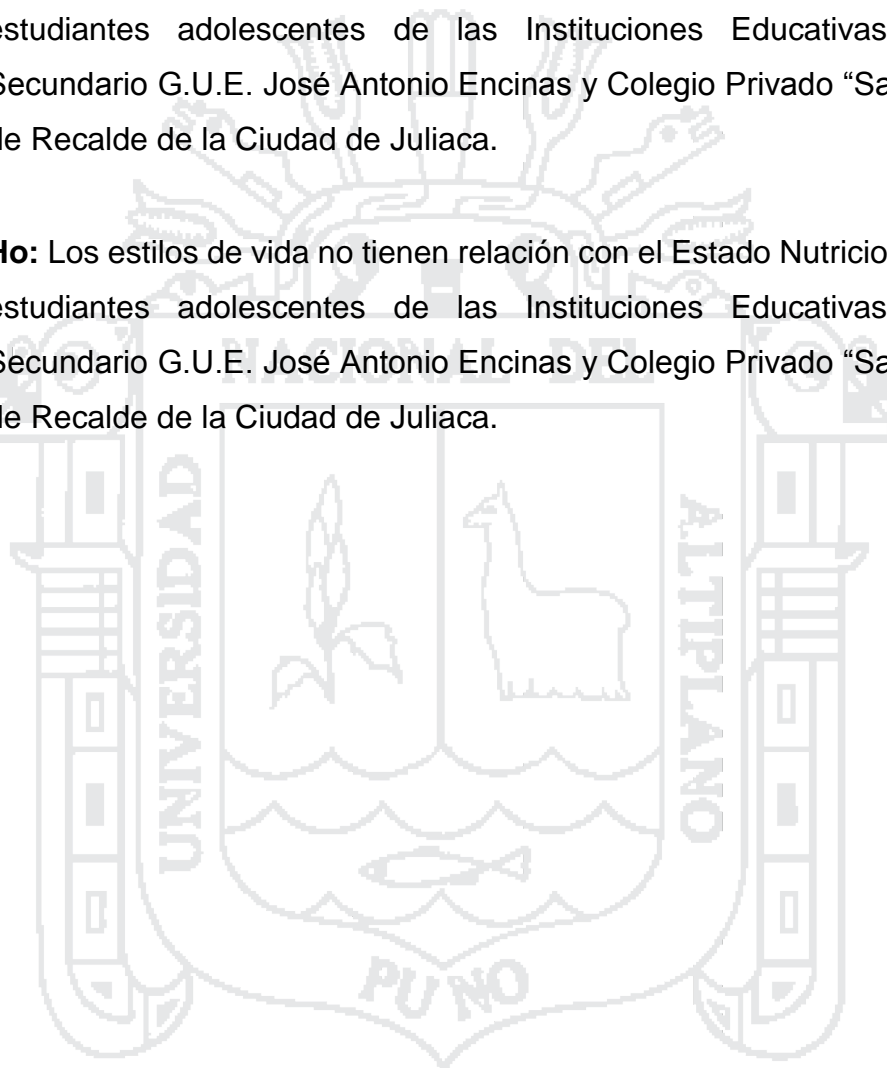 estudiantes adolescentes de las Instituciones Educativas
Secundario G.U.E. José Antonio Encinas y Colegio Privado “Sa
de Recalde de la Ciudad de Juliaca.
Ho: Los estilos de vida no tienen relación con el Estado Nutricio
estudiantes adolescentes de las Instituciones Educativas
Secundario G.U.E. José Antonio Encinas y Colegio Privado “Sa
de Recalde de la Ciudad de Juliaca.
NACIONAL DEL
UNIVERSIDAD
ALTIPLANO
PUNO